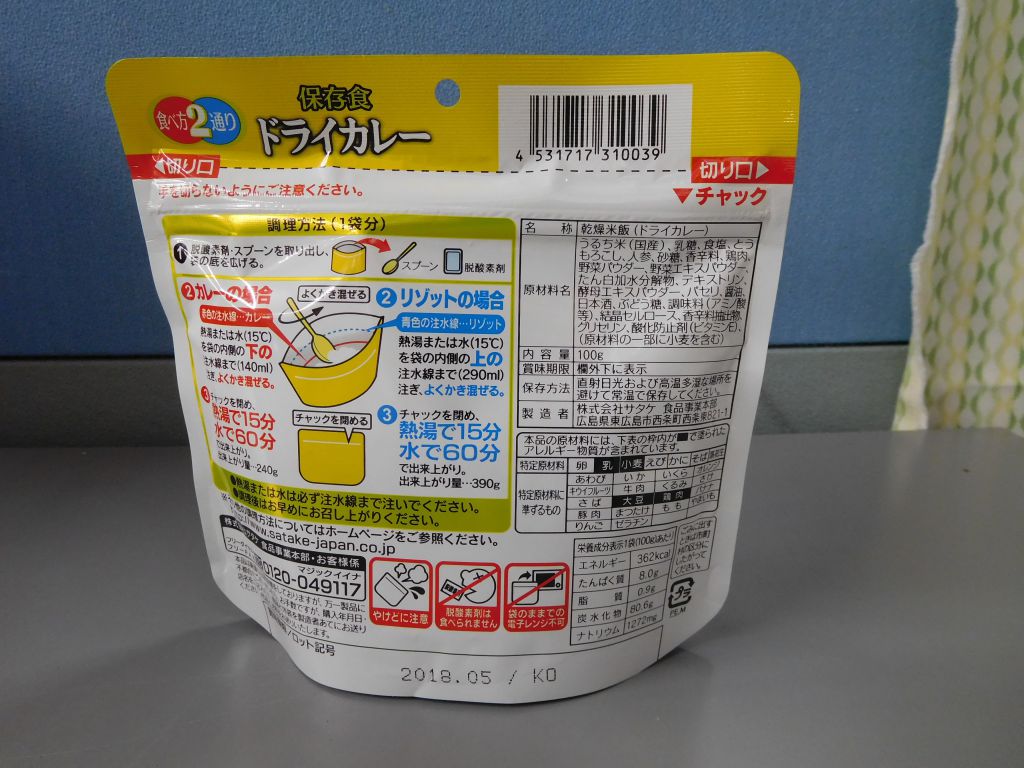 保存食
食べ方2通り
ドライカレー
4 531717 310039
切り口
切り口
手を切らないようにご注意ください。
チャック
調理方法(1袋分)
1 脱酸素剤・スプーンを取り出し、
袋の底を広げる。
スプーン
脱酸素剤
2 カレーの場合
赤色の注水線…カレー
熱湯または水(15℃)
を袋の内側の下の
注水線まで(140ml)
注ぎ、よくかき混ぜる。
よくかき混ぜる
2 リゾットの場合
青色の注水線…リゾット
熱湯または水(15℃)
を袋の内側の上の
注水線まで(290ml)
注ぎ、よくかき混ぜる。
3 チャックを閉め、
熱湯で15分
水で60分
で出来上がり。
出来上がり量…240g
チャックを閉める
3 チャックを閉め、
熱湯で15分
水で60分
で出来上がり。
出来上がり量…390g
●熱湯または水は必ず注水線まで注いでください。
●調理後はお早めにお召し上がりください。
調理方法についてはホームページをご参照ください。
www.satake-japan.co.jp
食品事業本部・お客様係
マジックイイナ
0120-049117
やけどに注意
脱酸素剤は
食べられません
袋のままでの
電子レンジ不可
ロット記号
2018.05 / KO
名 称 乾燥米飯(ドライカレー)
原材料名 うるち米(国産)、乳糖、食塩、とう
もろこし、人参、砂糖、香辛料、鶏肉、
野菜パウダー、野菜エキスパウダー、
たん白加水分解物、デキストリン、
酵母エキスパウダー、パセリ、醤油、
日本酒、ぶどう糖、調味料(アミノ酸
等)、結晶セルロース、香辛料抽出物、
グリセリン、酸化防止剤(ビタミンE)、
(原材料の一部に小麦を含む)
内 容 量 100g
賞味期限 欄外下に表示
保存方法 直射日光および高温多湿な場所を
避けて常温で保存してください。
製 造 者 株式会社サタケ 食品事業本部
広島県東広島市西条町西条東621-1
本品の原材料には、下表の枠内が■で塗られた
アレルギー物質が含まれています。
特定原材料 卵 乳 小麦 えび かに そば
特定原材料に
準ずるもの
あわび いか いくら オレンジ
キウイフルーツ 牛肉 くるみ さけ
さば 大豆 鶏肉
豚肉 まつたけ もも やまいも
りんご ゼラチン
栄養成分表示1袋(100g)あたり
エネルギー 362kcal
たんぱく質 8.0g
脂 質 0.9g
炭水化物 80.6g
ナトリウム 1272mg
プラ
PE,M